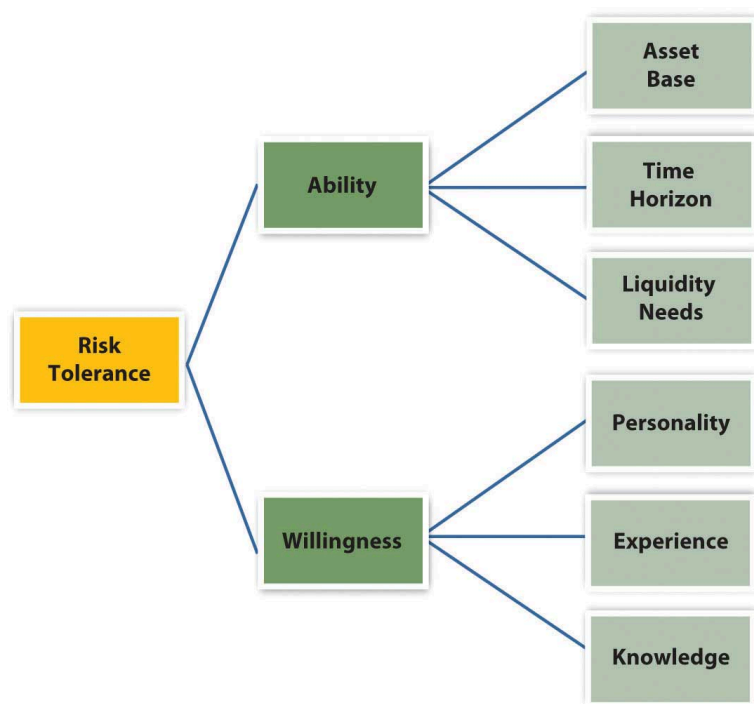 Risk
Tolerance
Ability
Asset
Base
Time
Horizon
Liquidity
Needs
Willingness
Personality
Experience
Knowledge